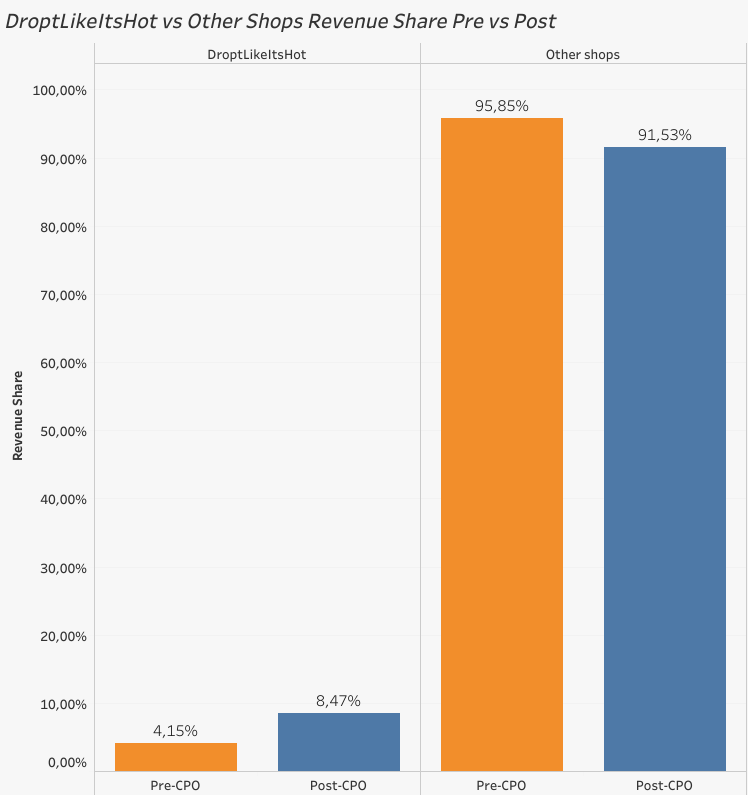 DroptLikeItsHot vs Other Shops Revenue Share Pre vs Post
DroptLikeItsHot
Other shops
Revenue Share
100,00%
90,00%
80,00%
70,00%
60,00%
50,00%
40,00%
30,00%
20,00%
10,00%
0,00%
4,15%
8,47%
95,85%
91,53%
Pre-CPO
Post-CPO
Pre-CPO
Post-CPO